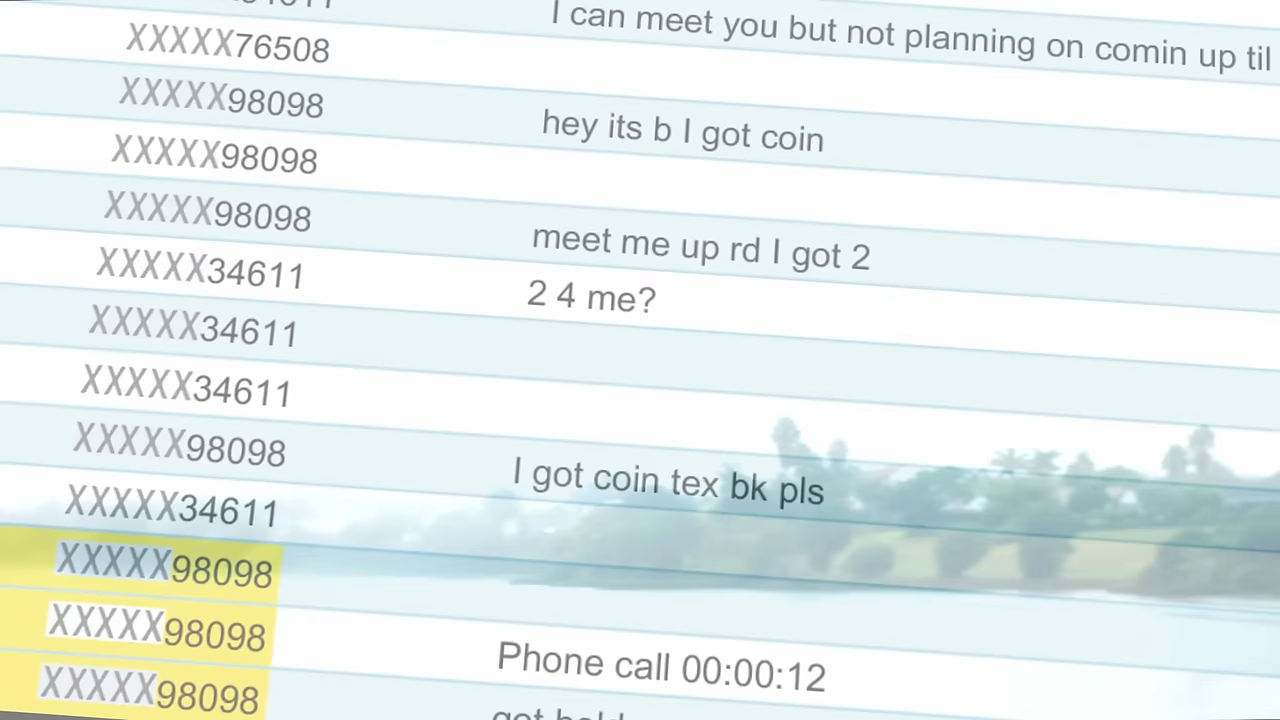 I can meet you but not planning on comin up til
XXXXX76508
XXXXX98098
hey its b I got coin
XXXXX98098
XXXXX98098
meet me up rd I got 2
XXXXX34611
2 4 me?
XXXXX34611
XXXXX34611
XXXXX98098
I got coin tex bk pls
XXXXX34611
XXXXX98098
XXXXX98098
Phone call 00:00:12
XXXXX98098